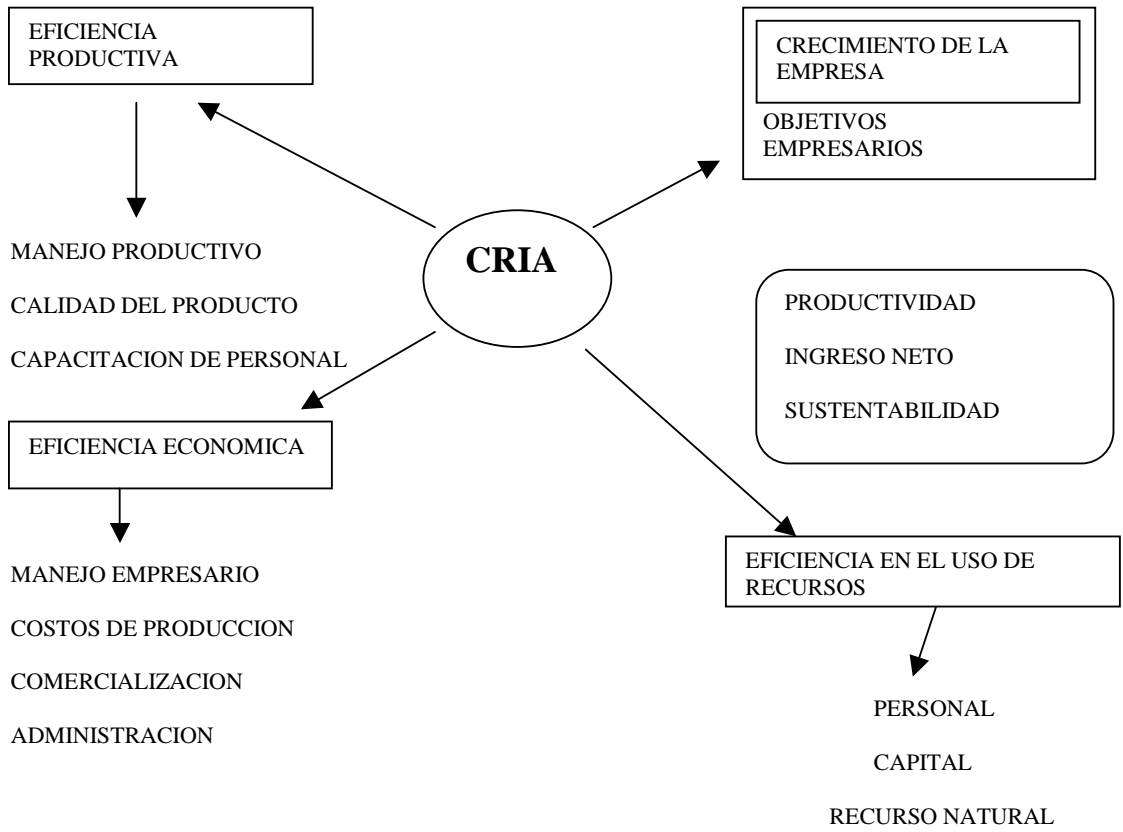 EFICIENCIA
PRODUCTIVA
CRECIMIENTO DE LA
EMPRESA
OBJETIVOS
EMPRESARIOS
CRIA
MANEJO PRODUCTIVO
CALIDAD DEL PRODUCTO
CAPACITACION DE PERSONAL
PRODUCTIVIDAD
INGRESO NETO
SUSTENTABILIDAD
EFICIENCIA ECONOMICA
MANEJO EMPRESARIO
COSTOS DE PRODUCCION
COMERCIALIZACION
ADMINISTRACION
EFICIENCIA EN EL USO DE
RECURSOS
PERSONAL
CAPITAL
RECURSO NATURAL